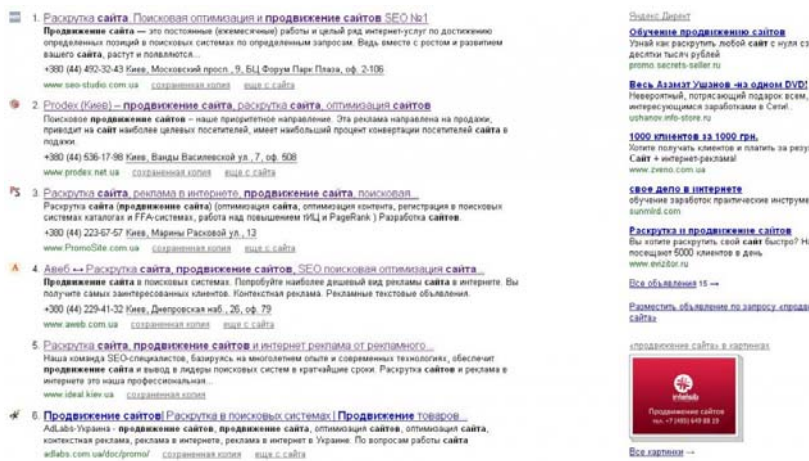 1. Раскрутка сайта. Поисковая оптимизация и продвижение сайтов SEO №1
Продвижение сайта — это постоянные (ежемесячные) работы и целый ряд интернет-услуг по достижению
определенных позиций в поисковых системах по определенным запросам. Ведь вместе с ростом и развитием
вашего сайта, растут и появляются...
+380 (44) 492-32-43 Киев, Московский просп., 9, БЦ Форум Парк Плаза, оф. 2-106
www.seo-studio.com.ua сохраненная копия еще с сайта
2. Prodex (Киев) – продвижение сайта, раскрутка сайта, оптимизация сайтов
Поисковое продвижение сайтов - наше приоритетное направление. Эта реклама направлена на продажи,
приводит на сайт наиболее целевых посетителей, имеет наибольший процент конвертации посетителей сайта в
подажи.
+380 (44) 536-17-98 Киев, Ванды Василевской ул., 7, оф. 508
www.prodex.net.ua сохраненная копия еще с сайта
3. Раскрутка сайта, реклама в интернете, продвижение сайта, поисковая...
Раскрутка сайта (продвижение сайта) (оптимизация сайта, оптимизация контента, регистрация в поисковых
системах каталогах и FFA-системах, работа над повышением тИЦ и PageRank ) Разработка сайтов.
+380 (44) 223-67-57 Киев, Марины Расковой ул., 13
www.PromoSite.com.ua сохраненная копия еще с сайта
4. Авеб ↔ Раскрутка сайта, продвижение сайтов, SEO поисковая оптимизация сайта...
Продвижение сайта в поисковых системах. Попробуйте наиболее дешевый вид рекламы сайта в интернете. Вы
получите самых заинтересованных клиентов. Контекстная реклама. Рекламные текстовые объявления.
+380 (44) 229-41-32 Киев, Днепровская наб., 26, оф. 79
www.aweb.com.ua сохраненная копия еще с сайта
5. Раскрутка сайта, продвижение сайтов и интернет реклама от рекламного...
Наша команда SEO-специалистов, базируясь на многолетнем опыте и современных технологиях, обеспечит
продвижение сайта и вывод в лидеры поисковых систем в кратчайшие сроки. Раскрутка сайтов и реклама в
интернете это наша профессиональная...
www.ideal.kiev.ua сохраненная копия
6. Продвижение сайтов| Раскрутка в поисковых системах | Продвижение товаров...
AdLabs-Украина - продвижение сайтов, продвижение сайта, оптимизация сайтов, оптимизация сайта,
контекстная реклама, реклама в интернете, реклама в интернет в Украине. По вопросам работы сайта
adlabs.com.ua/doc/promo/ сохраненная копия еще с сайта
Яндекс.Директ
Обучение продвижению сайтов
Узнай как раскрутить любой сайт с нуля
десятки тысяч рублей
promo.secrets-seller.ru
Весь Азамат Ушанов -на одном DVD!
Невероятный, потрясающий подарок всем,
интересующимся заработками в Сети!.
ushanov.info-store.ru
1000 клиентов за 1000 грн.
Хотите получать клиентов и платить за
Сайт + интернет-реклама!
www.zveno.com.ua
свое дело в интернете
обучение заработок практические
sunmird.com
Раскрутка и продвижение сайтов
Вы хотите раскрутить свой сайт быстро?
посещают 5000 клиентов в день
www.evizitor.ru
Все объявления 15 →
Разместить объявление по запросу
сайта»
«продвижение сайта» в картинках
Продвижение сайтов
тел. +7 (495) 649 88 19
Все картинки →